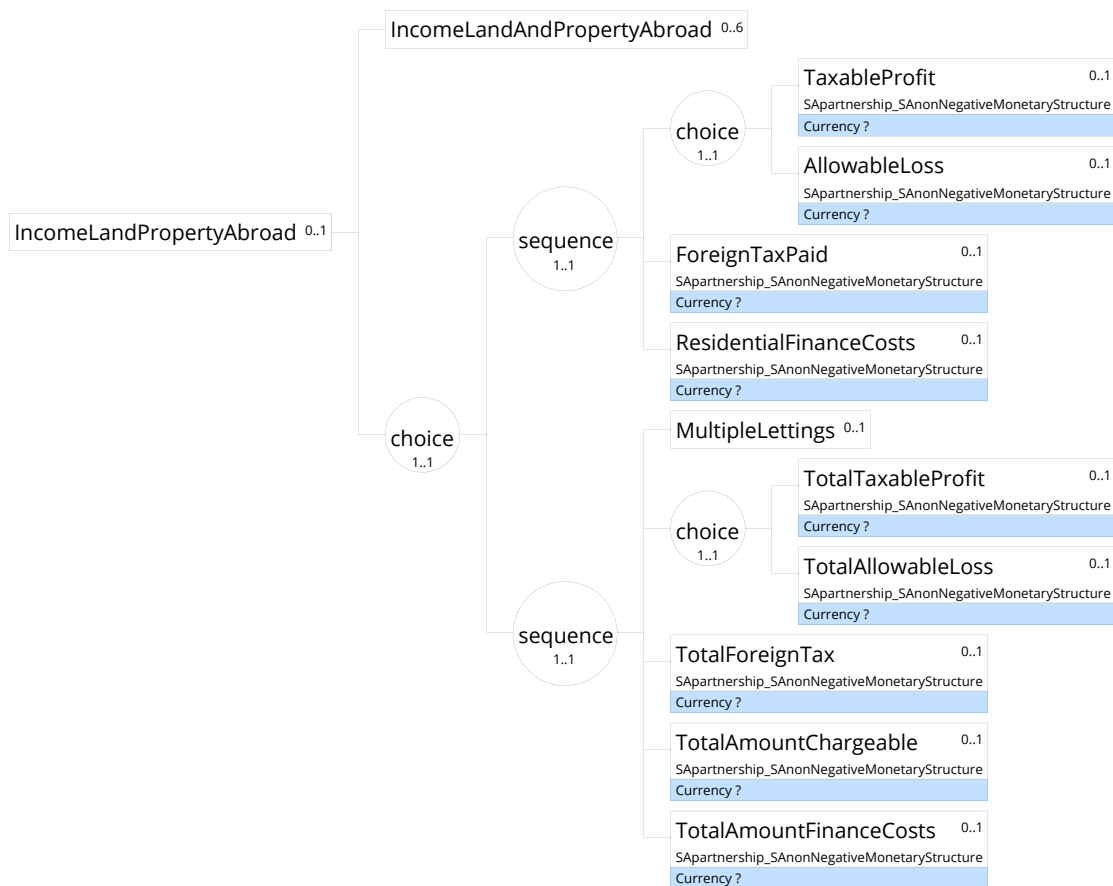 IncomeLandAndPropertyAbroad 0..6
TaxableProfit 0..1
SApartnership_SAnonNegativeMonetaryStructure
Currency ?
choice
1..1
AllowableLoss 0..1
SApartnership_SAnonNegativeMonetaryStructure
Currency ?
IncomeLandPropertyAbroad 0..1
sequence
1..1
ForeignTaxPaid 0..1
SApartnership_SAnonNegativeMonetaryStructure
Currency ?
ResidentialFinanceCosts 0..1
SApartnership_SAnonNegativeMonetaryStructure
Currency ?
choice
1..1
MultipleLettings 0..1
TotalTaxableProfit 0..1
SApartnership_SAnonNegativeMonetaryStructure
Currency ?
choice
1..1
TotalAllowableLoss 0..1
SApartnership_SAnonNegativeMonetaryStructure
Currency ?
sequence
1..1
TotalForeignTax 0..1
SApartnership_SAnonNegativeMonetaryStructure
Currency ?
TotalAmountChargeable 0..1
SApartnership_SAnonNegativeMonetaryStructure
Currency ?
TotalAmountFinanceCosts 0..1
SApartnership_SAnonNegativeMonetaryStructure
Currency ?